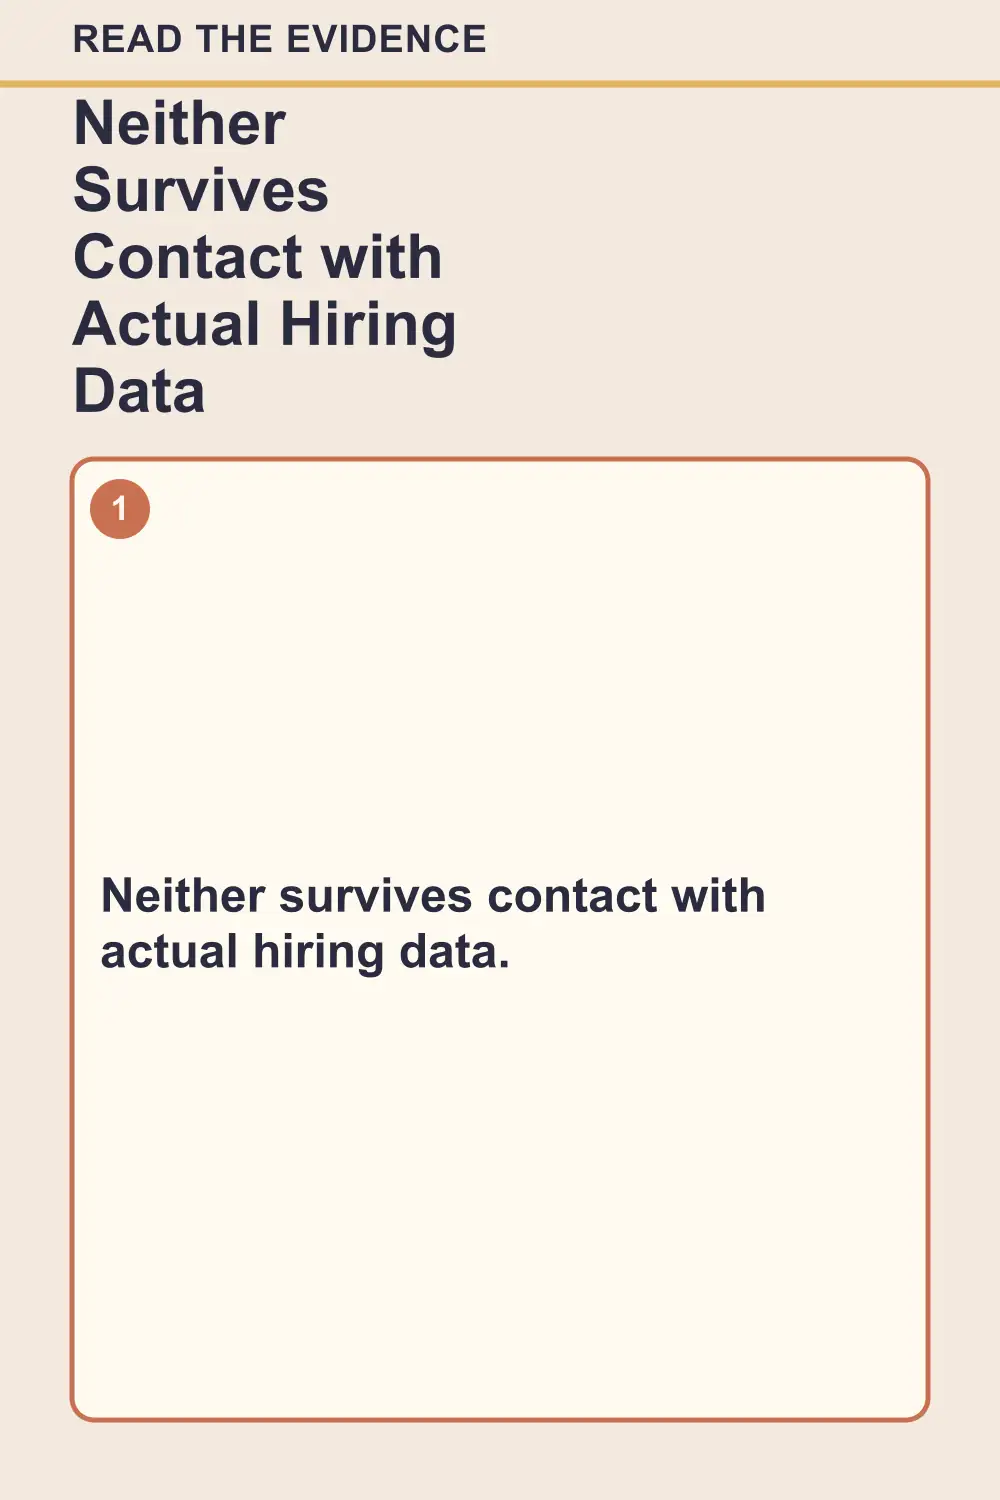 READ THE EVIDENCE
Neither
Survives
Contact with
Actual Hiring
Data
1
Neither survives contact with
actual hiring data.